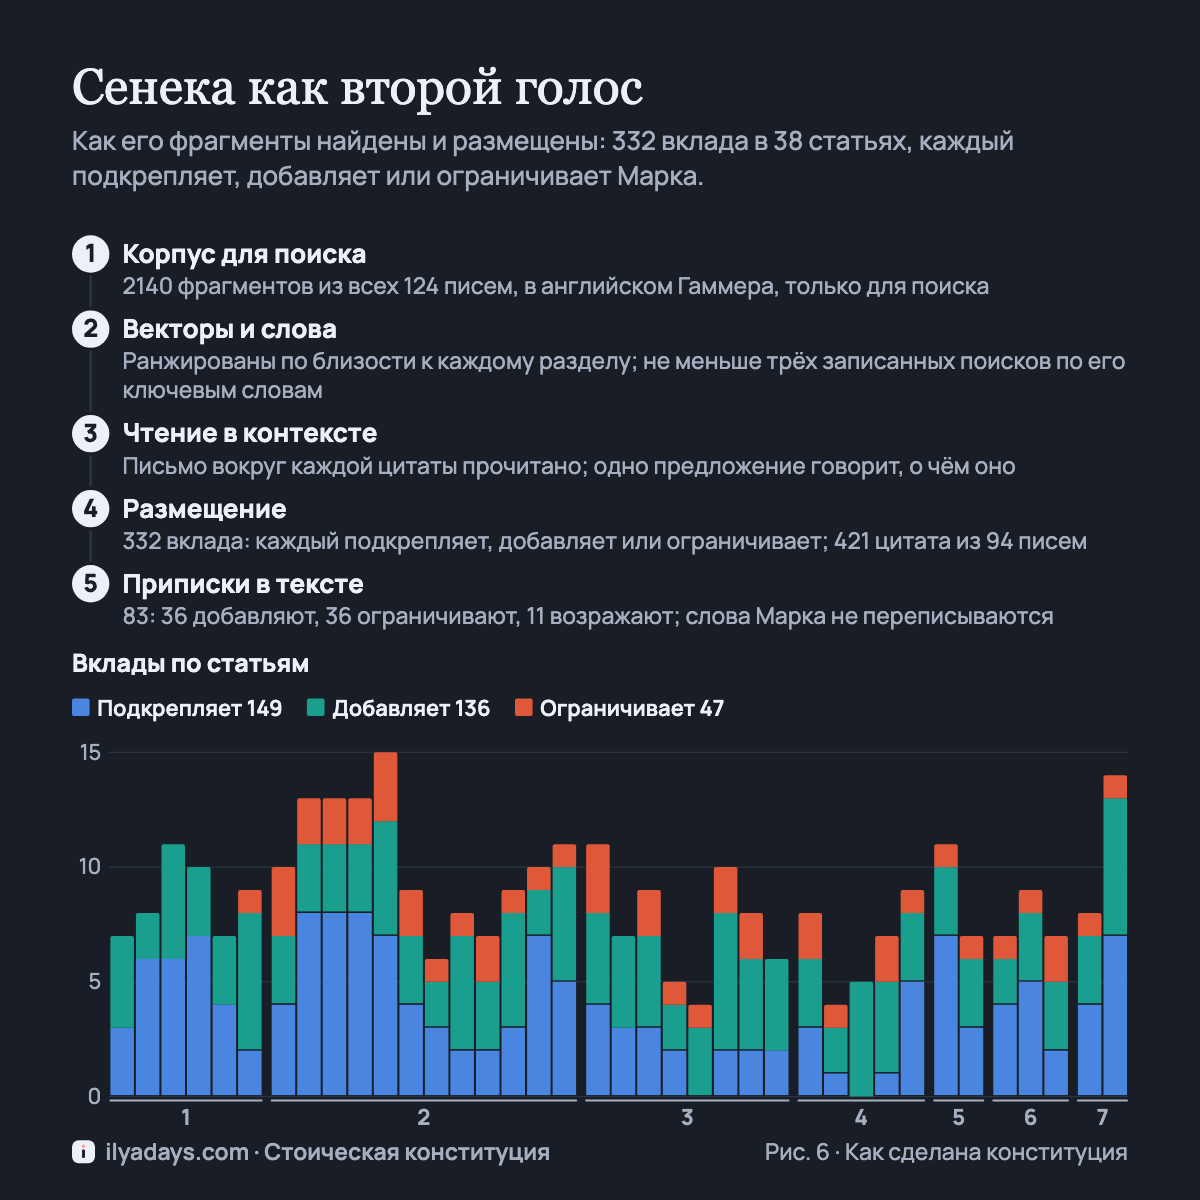 Сенека как второй голос
Как его фрагменты найдены и размещены: 332 вклада в 38 статьях, каждый
подкрепляет, добавляет или ограничивает Марка.
1 Корпус для поиска
2140 фрагментов из всех 124 писем, в английском Гаммера, только для поиска
2 Векторы и слова
Ранжированы по близости к каждому разделу; не меньше трёх записанных поисков по его
ключевым словам
3 Чтение в контексте
Письмо вокруг каждой цитаты прочитано; одно предложение говорит, о чём оно
4 Размещение
332 вклада: каждый подкрепляет, добавляет или ограничивает; 421 цитата из 94 писем
5 Приписки в тексте
83: 36 добавляют, 36 ограничивают, 11 возражают; слова Марка не переписываются
Вклады по статьям
Подкрепляет 149 Добавляет 136 Ограничивает 47
15
10
5
0
1 2 3 4 5 6 7
i ilyadays.com · Стоическая конституция
Рис. 6 · Как сделана конституция